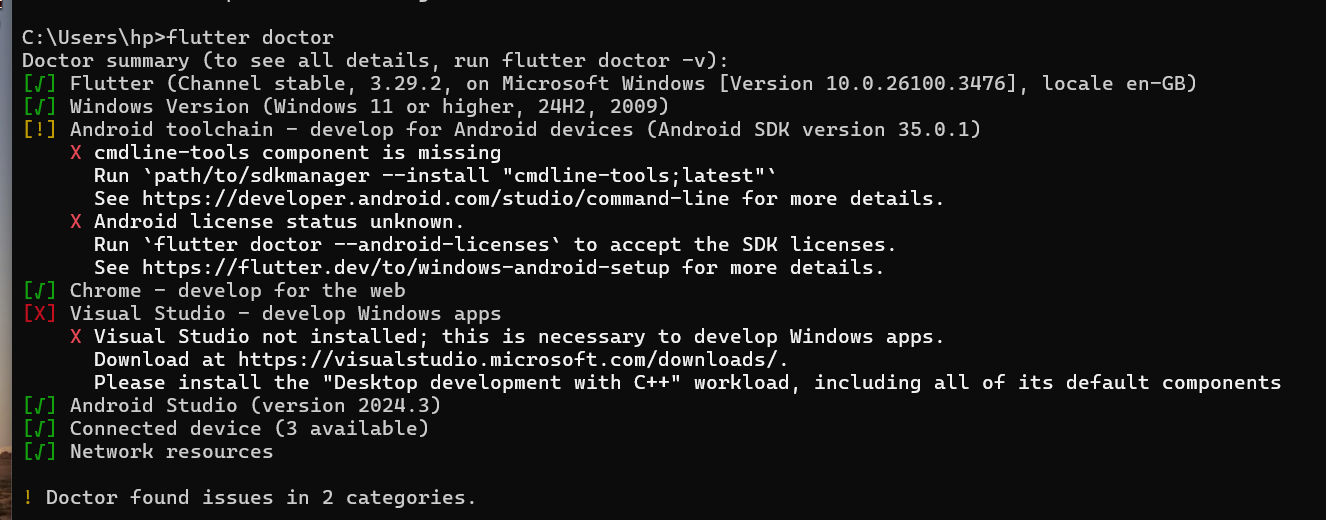 C:\Users\hp>flutter doctor
Doctor summary (to see all details, run flutter doctor -v):
[√] Flutter (Channel stable, 3.29.2, on Microsoft Windows [Version 10.0.26100.3476], locale en-GB)
[√] Windows Version (Windows 11 or higher, 24H2, 2009)
[!] Android toolchain - develop for Android devices (Android SDK version 35.0.1)
X cmdline-tools component is missing
Run `path/to/sdkmanager --install "cmdline-tools;latest"`
See https://developer.android.com/studio/command-line for more details.
X Android license status unknown.
Run `flutter doctor --android-licenses` to accept the SDK licenses.
See https://flutter.dev/to/windows-android-setup for more details.
[√] Chrome - develop for the web
[X] Visual Studio - develop Windows apps
X Visual Studio not installed; this is necessary to develop Windows apps.
Download at https://visualstudio.microsoft.com/downloads/.
Please install the "Desktop development with C++" workload, including all of its default components
[√] Android Studio (version 2024.3)
[√] Connected device (3 available)
[√] Network resources
! Doctor found issues in 2 categories.